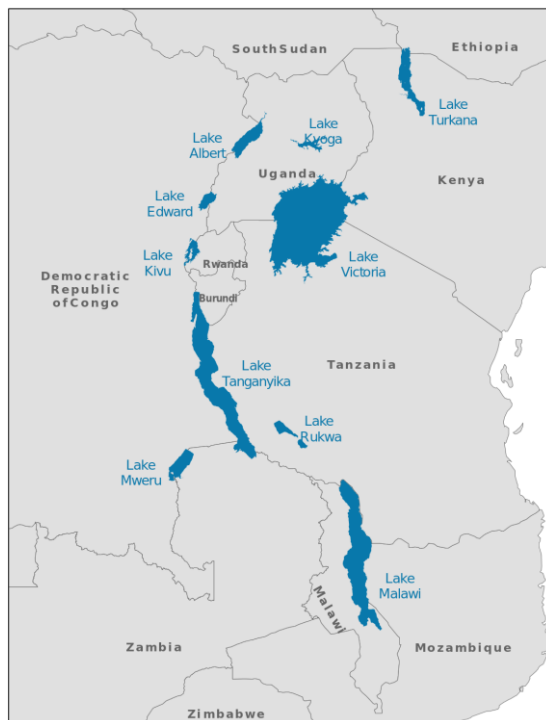 SouthSudan
Ethiopia
Lake
Turkana
Lake
Kyoga
Lake
Albert
Uganda
Kenya
Lake
Edward
Lake
Kivu
Rwanda
Lake
Victoria
Democratic
Republic
ofCongo
Burundi
Lake
Tanganyika
Tanzania
Lake
Rukwa
Lake
Mweru
Lake
Malawi
Malawi
Zambia
Mozambique
Zimbabwe